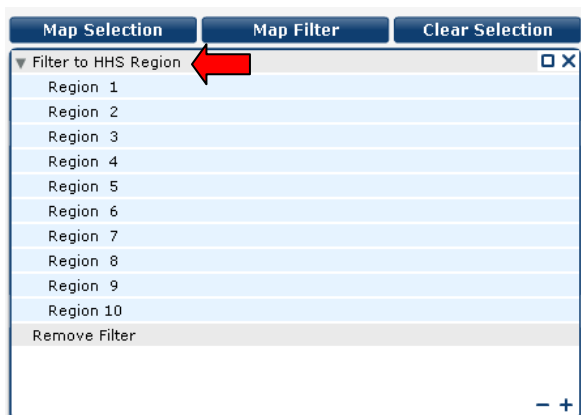 Map Selection Map Filter Clear Selection
Filter to HHS Region
Region 1
Region 2
Region 3
Region 4
Region 5
Region 6
Region 7
Region 8
Region 9
Region 10
Remove Filter
− +